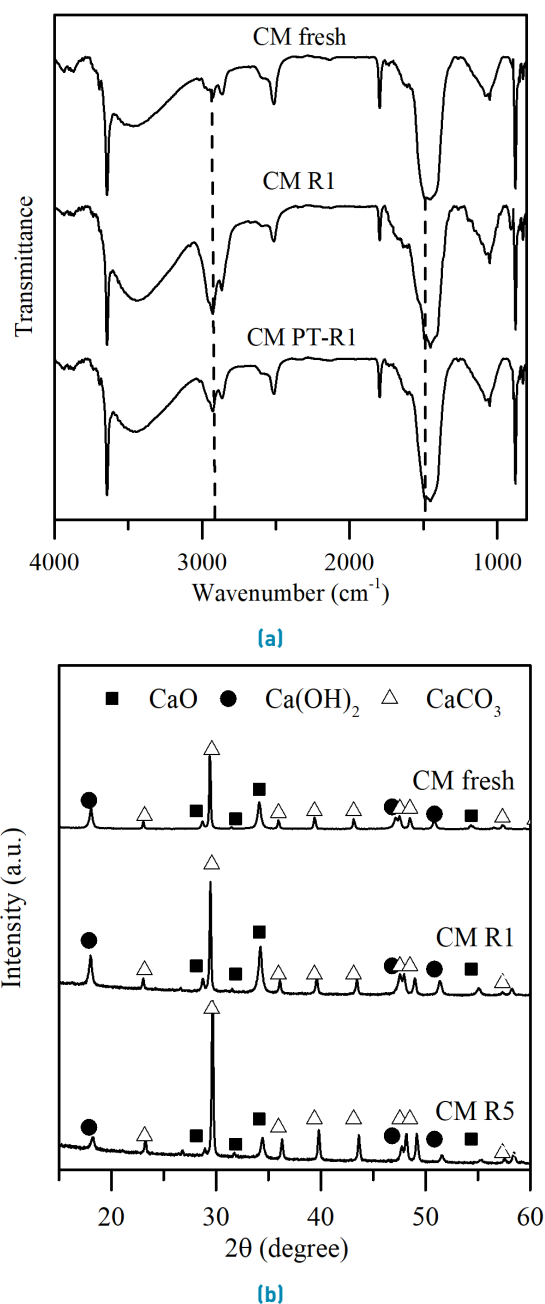 CM fresh
CM R1
CM PT-R1
Transmittance
4000 3000 2000 1000
Wavenumber (cm⁻¹)
(a)
CaO Ca(OH)₂ CaCO₃
CM fresh
CM R1
CM R5
Intensity (a.u.)
20 30 40 50 60
2θ (degree)
(b)